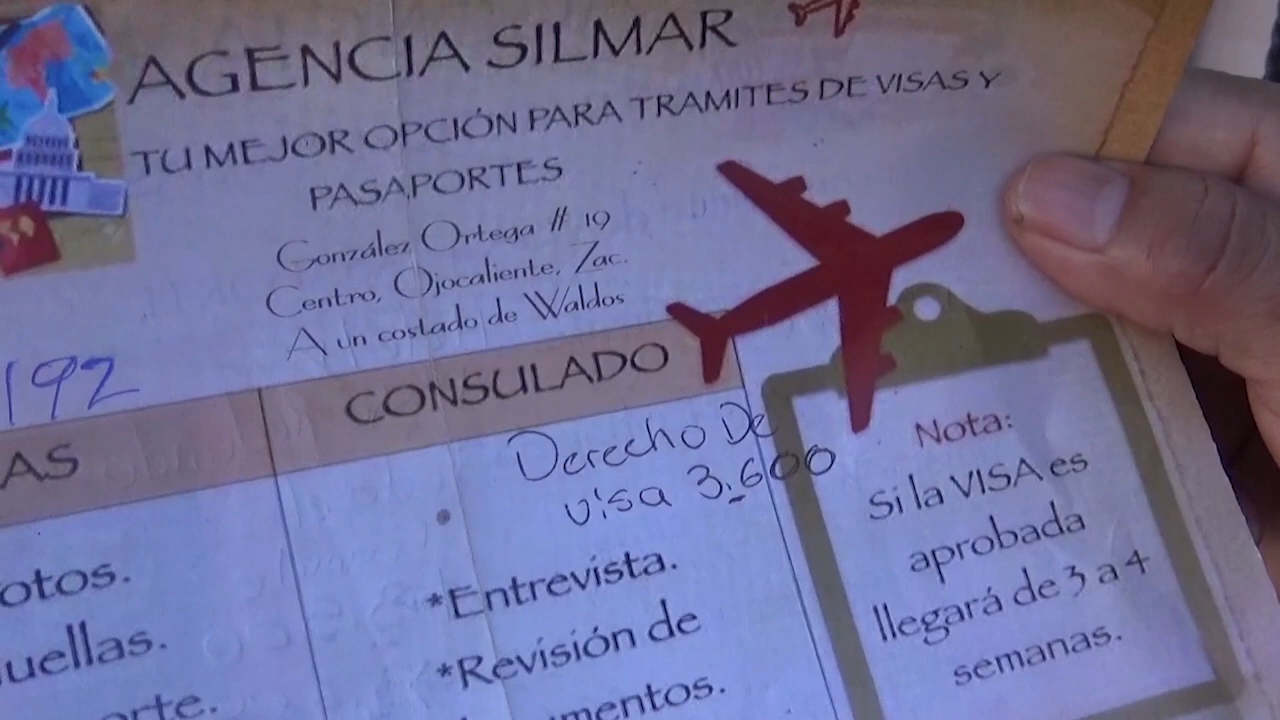 AGENCIA SILMAR
TU MEJOR OPCIÓN PARA TRAMITES DE VISAS Y
PASAPORTES
González Ortega # 19
Centro, Ojocaliente, Zac.
A un costado de Waldos
192
AS
CONSULADO
Derecho De
visa 3.600
otos.
uellas.
orte.
*Entrevista.
*Revisión de
mentos.
Nota:
Si la VISA es
aprobada
llegará de 3 a 4
semanas.